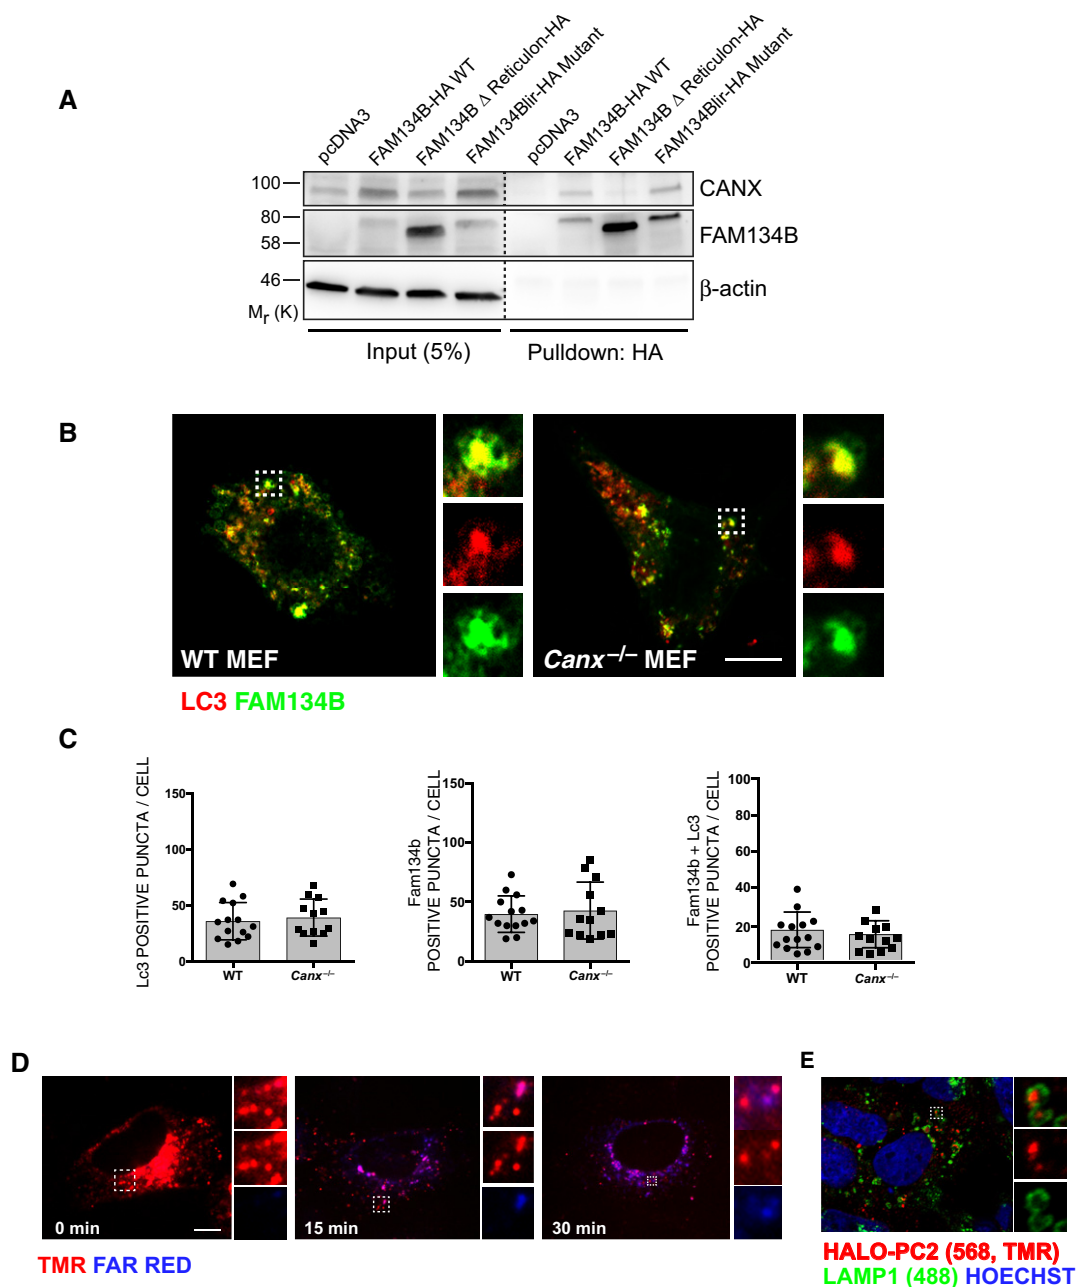 A
pcDNA3
FAM134B-HA WT
FAM134B Δ Reticulon-HA
FAM134Blir-HA Mutant
pcDNA3
FAM134B-HA WT
FAM134B Δ Reticulon-HA
FAM134Blir-HA Mutant
100
CANX
80
58
FAM134B
46
β-actin
Mr (K)
Input (5%)
Pulldown: HA
B
WT MEF
Canx−/− MEF
LC3 FAM134B
C
Lc3 POSITIVE PUNCTA / CELL
150
100
50
0
WT
Canx−/−
Fam134b
POSITIVE PUNCTA / CELL
150
100
50
0
WT
Canx−/−
Fam134b + Lc3
POSITIVE PUNCTA / CELL
100
80
60
40
20
0
WT
Canx−/−
D
0 min
15 min
30 min
TMR FAR RED
E
HALO-PC2 (568, TMR)
LAMP1 (488) HOECHST